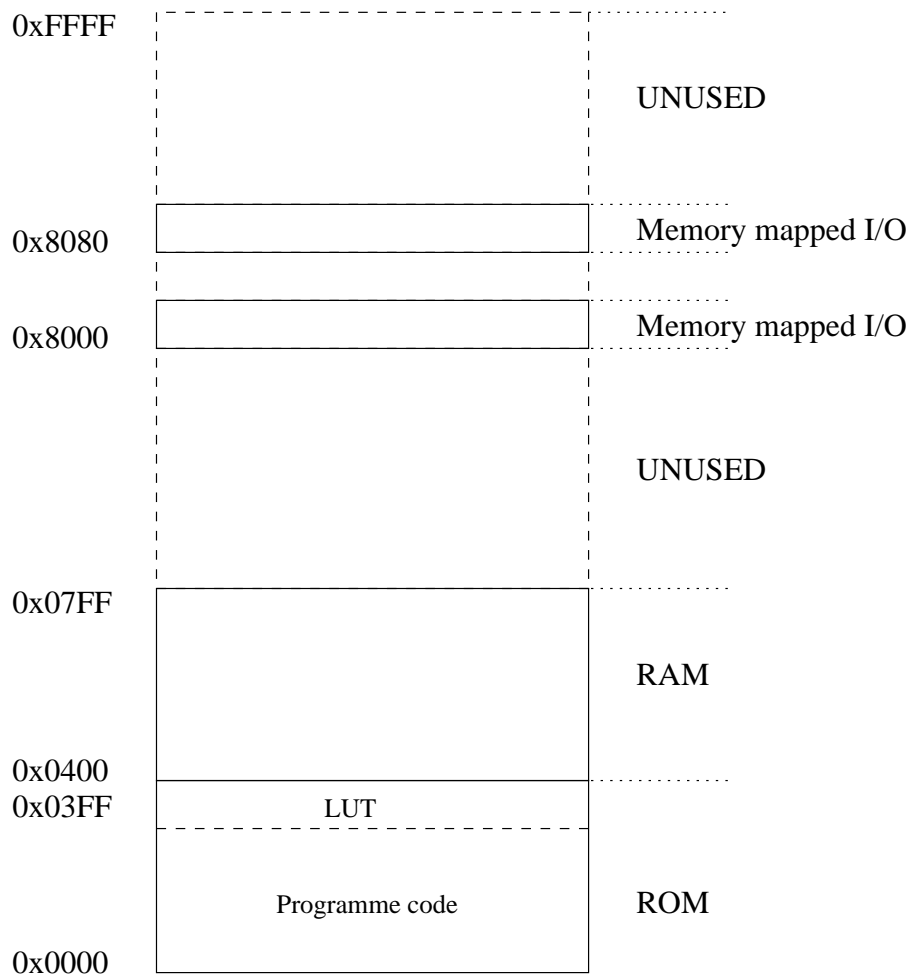 0xFFFF
UNUSED
0x8080
Memory mapped I/O
0x8000
Memory mapped I/O
UNUSED
0x07FF
RAM
0x0400
0x03FF
LUT
Programme code
ROM
0x0000